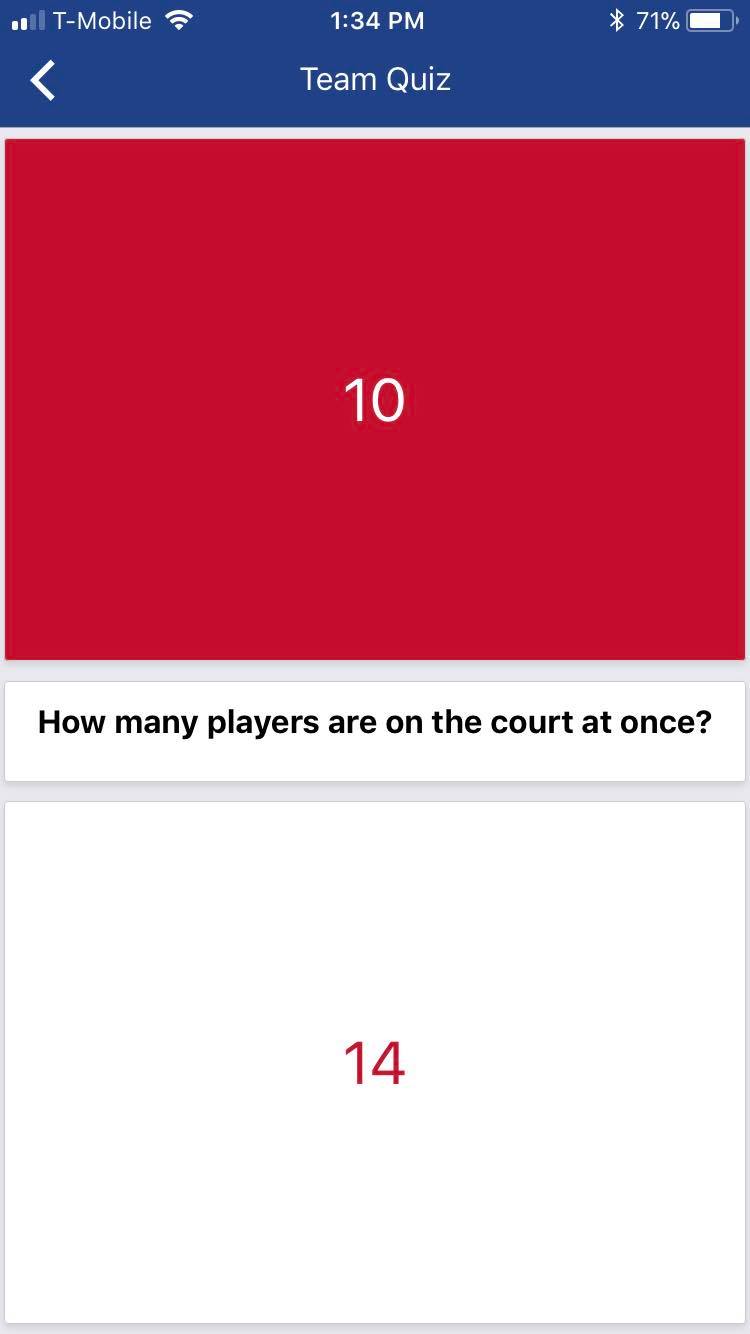 T-Mobile 1:34 PM 71%
Team Quiz
10
How many players are on the court at once?
14